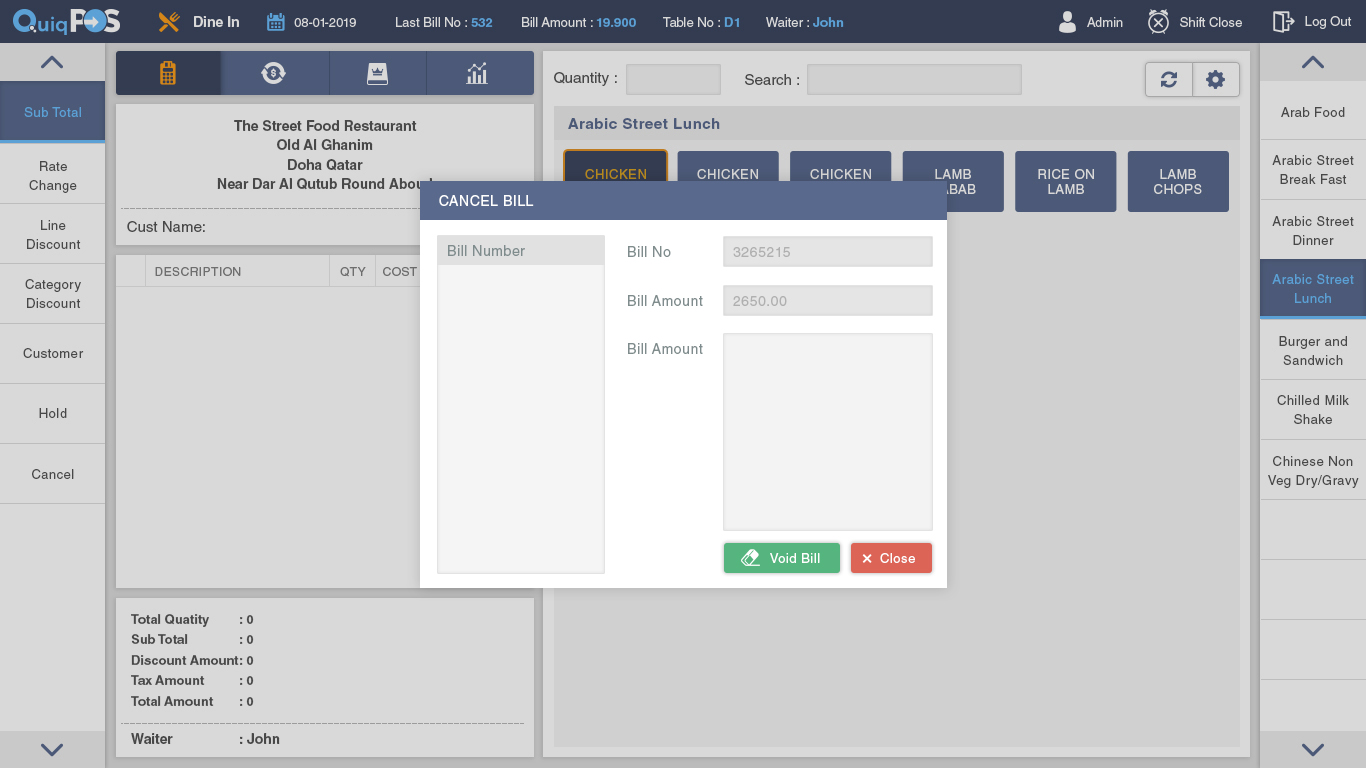 QuiqPOS
Dine In
08-01-2019
Last Bill No : 532
Bill Amount : 19.900
Table No : D1
Waiter : John
Admin
Shift Close
Log Out
Sub Total
Rate
Change
Line
Discount
Category
Discount
Customer
Hold
Cancel
The Street Food Restaurant
Old Al Ghanim
Doha Qatar
Near Dar Al Qutub Round
Cust Name:
DESCRIPTION
QTY
COST
Total Quatity : 0
Sub Total : 0
Discount Amount: 0
Tax Amount : 0
Total Amount : 0
Waiter : John
Quantity :
Search :
Arabic Street Lunch
CHICKEN
CHICKEN
CHICKEN
LAMB
RICE ON
LAMB
LAMB
CHOPS
CANCEL BILL
Bill Number
Bill No
3265215
Bill Amount
2650.00
Bill Amount
Void Bill
× Close
Arab Food
Arabic Street
Break Fast
Arabic Street
Dinner
Arabic Street
Lunch
Burger and
Sandwich
Chilled Milk
Shake
Chinese Non
Veg Dry/Gravy